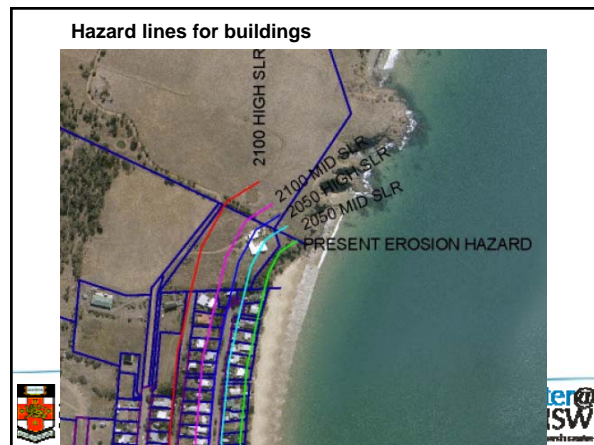 Hazard lines for buildings
2100 HIGH SLR
2100 MID SLR
2050 HIGH SLR
2050 MID SLR
PRESENT EROSION HAZARD
ter@